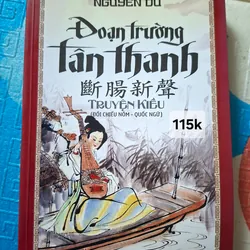 NGUYỄN DU
Đoạn trường
tân thanh
斷腸新聲
TRUYỆN KIỀU
(ĐỐI CHIẾU NÔM - QUỐC NGỮ)
115k